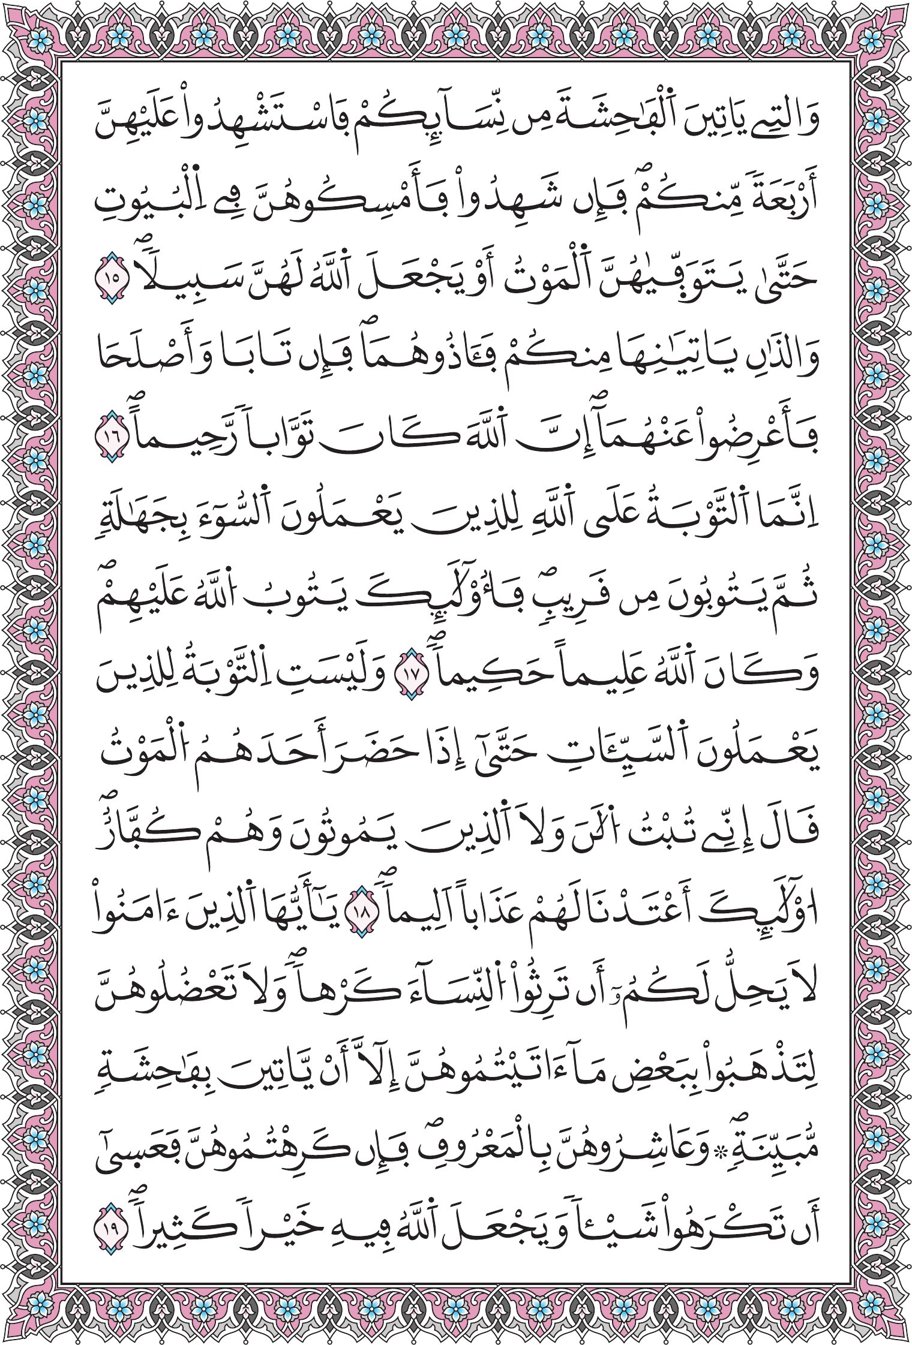 وَالتِے يَاتِينَ اَ۬لْفَٰحِشَةَ مِن نِّسَآئِكُمْ فَاسْتَشْهِدُواْ عَلَيْهِنَّ
أَرْبَعَةٗ مِّنكُمْۖ فَإِن شَهِدُواْ فَأَمْسِكُوهُنَّ فِے اِ۬لْبُيُوتِ
حَتَّىٰ يَتَوَفّ۪يٰهُنَّ اَ۬لْمَوْتُ أَوْ يَجْعَلَ اَ۬للَّهُ لَهُنَّ سَبِيلاٗۖ ١٥
وَالذَٰنِ يَاتِيَٰنِهَا مِنكُمْ فَـَٔاذُوهُمَاۖ فَإِن تَابَا وَأَصْلَحَا
فَأَعْرِضُواْ عَنْهُمَآۖ إِنَّ اَ۬للَّهَ كَانَ تَوَّاباٗ رَّحِيماًۖ ١٦
اِنَّمَا اَ۬لتَّوْبَةُ عَلَى اَ۬للَّهِ لِلذِينَ يَعْمَلُونَ اَ۬لسُّوٓءَ بِجَهَٰلَةٖ
ثُمَّ يَتُوبُونَ مِن قَرِيبٖۖ فَأُوْلَٰٓئِكَ يَتُوبُ اُ۬للَّهُ عَلَيْهِمْۖ
وَكَانَ اَ۬للَّهُ عَلِيماً حَكِيماٗۖ ١٧ وَلَيْسَتِ اِ۬لتَّوْبَةُ لِلذِينَ
يَعْمَلُونَ اَ۬لسَّيِّـَٔاتِ حَتَّىٰٓ إِذَا حَضَرَ أَحَدَهُمُ اُ۬لْمَوْتُ
قَالَ إِنِّے تُبْتُ اُ۬لَٰنَ وَلَا اَ۬لذِينَ يَمُوتُونَ وَهُمْ كُفَّارٌۖ
اُوْلَٰٓئِكَ أَعْتَدْنَا لَهُمْ عَذَاباً اَلِيماٗۖ ١٨ يَٰٓأَيُّهَا اَ۬لذِينَ ءَامَنُواْ
لَا يَحِلُّ لَكُمُۥٓ أَن تَرِثُواْ اُ۬لنِّسَآءَ كَرْهاٗۖ وَلَا تَعْضُلُوهُنَّ
لِتَذْهَبُواْ بِبَعْضِ مَآ ءَاتَيْتُمُوهُنَّ إِلَّآ أَنْ يَّاتِينَ بِفَٰحِشَةٖ
مُّبَيِّنَةٖۖ ۞ وَعَاشِرُوهُنَّ بِالْمَعْرُوفِۖ فَإِن كَرِهْتُمُوهُنَّ فَعَس۪ىٰٓ
أَن تَكْرَهُواْ شَيْـٔاٗ وَيَجْعَلَ اَ۬للَّهُ فِيهِ خَيْراٗ كَثِيراٗۖ ١٩